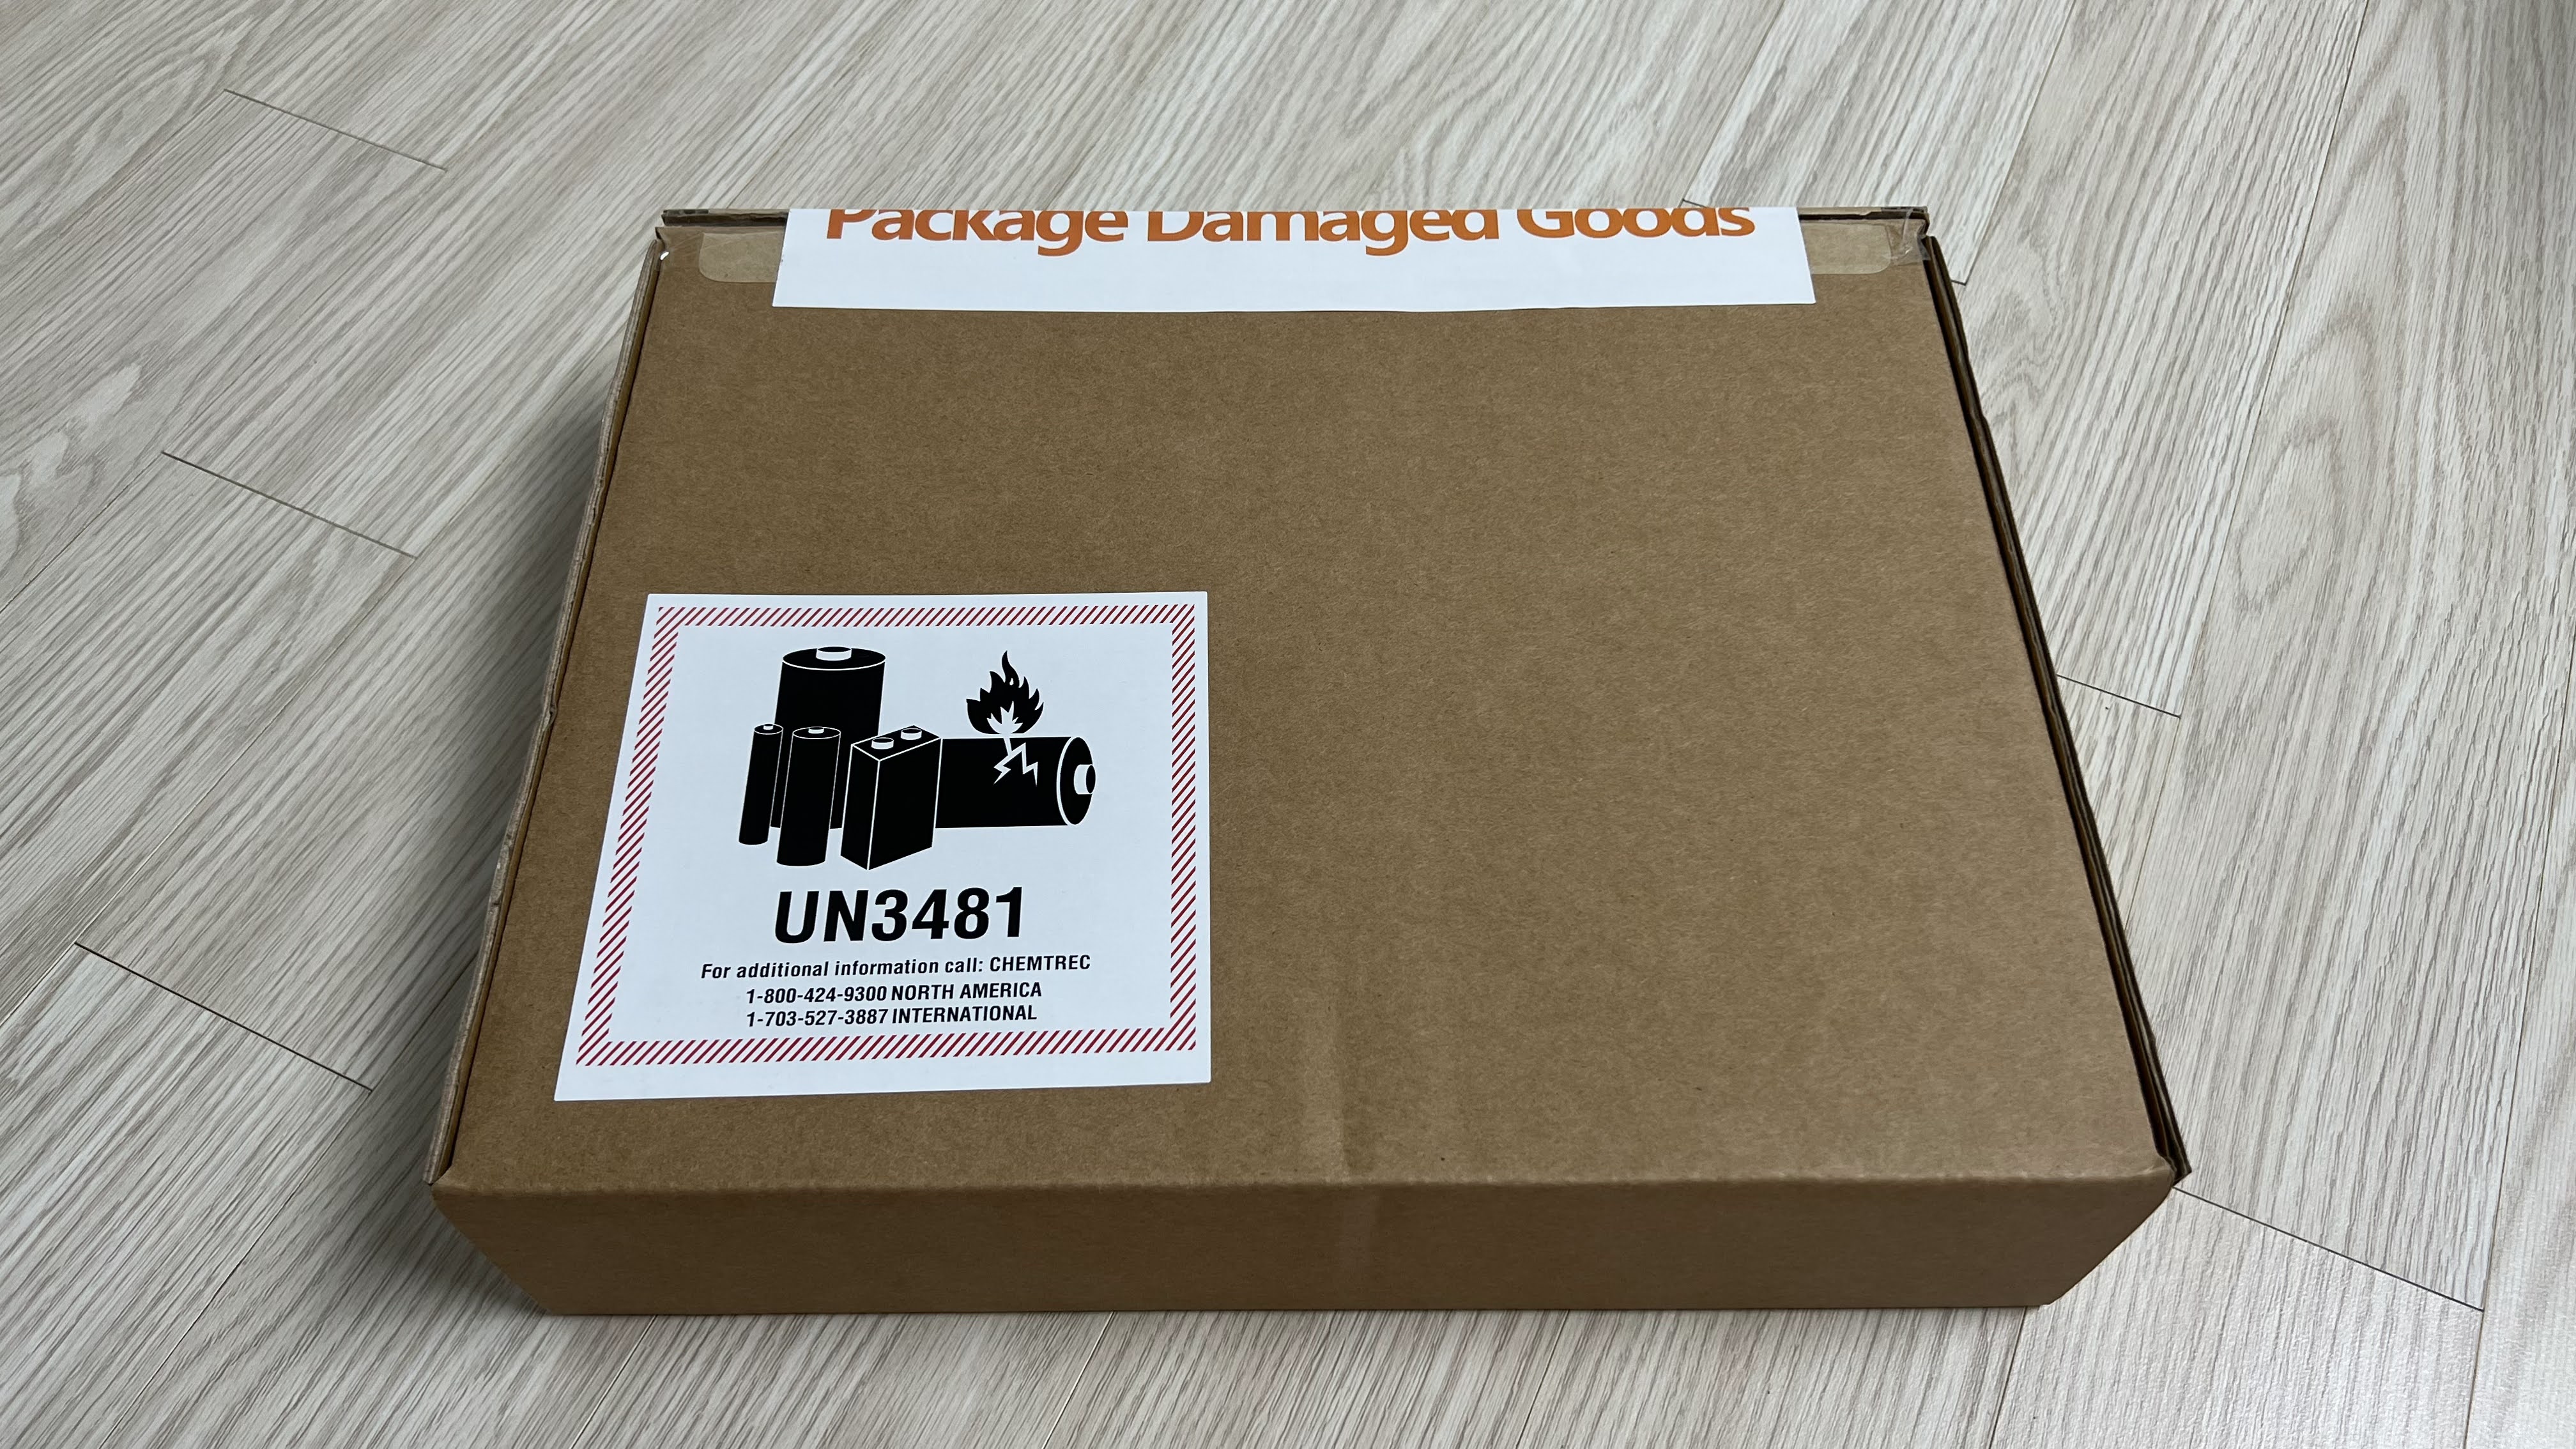 Package Damaged Goods
UN3481
For additional information call: CHEMTREC
1-800-424-9300 NORTH AMERICA
1-703-527-3887 INTERNATIONAL